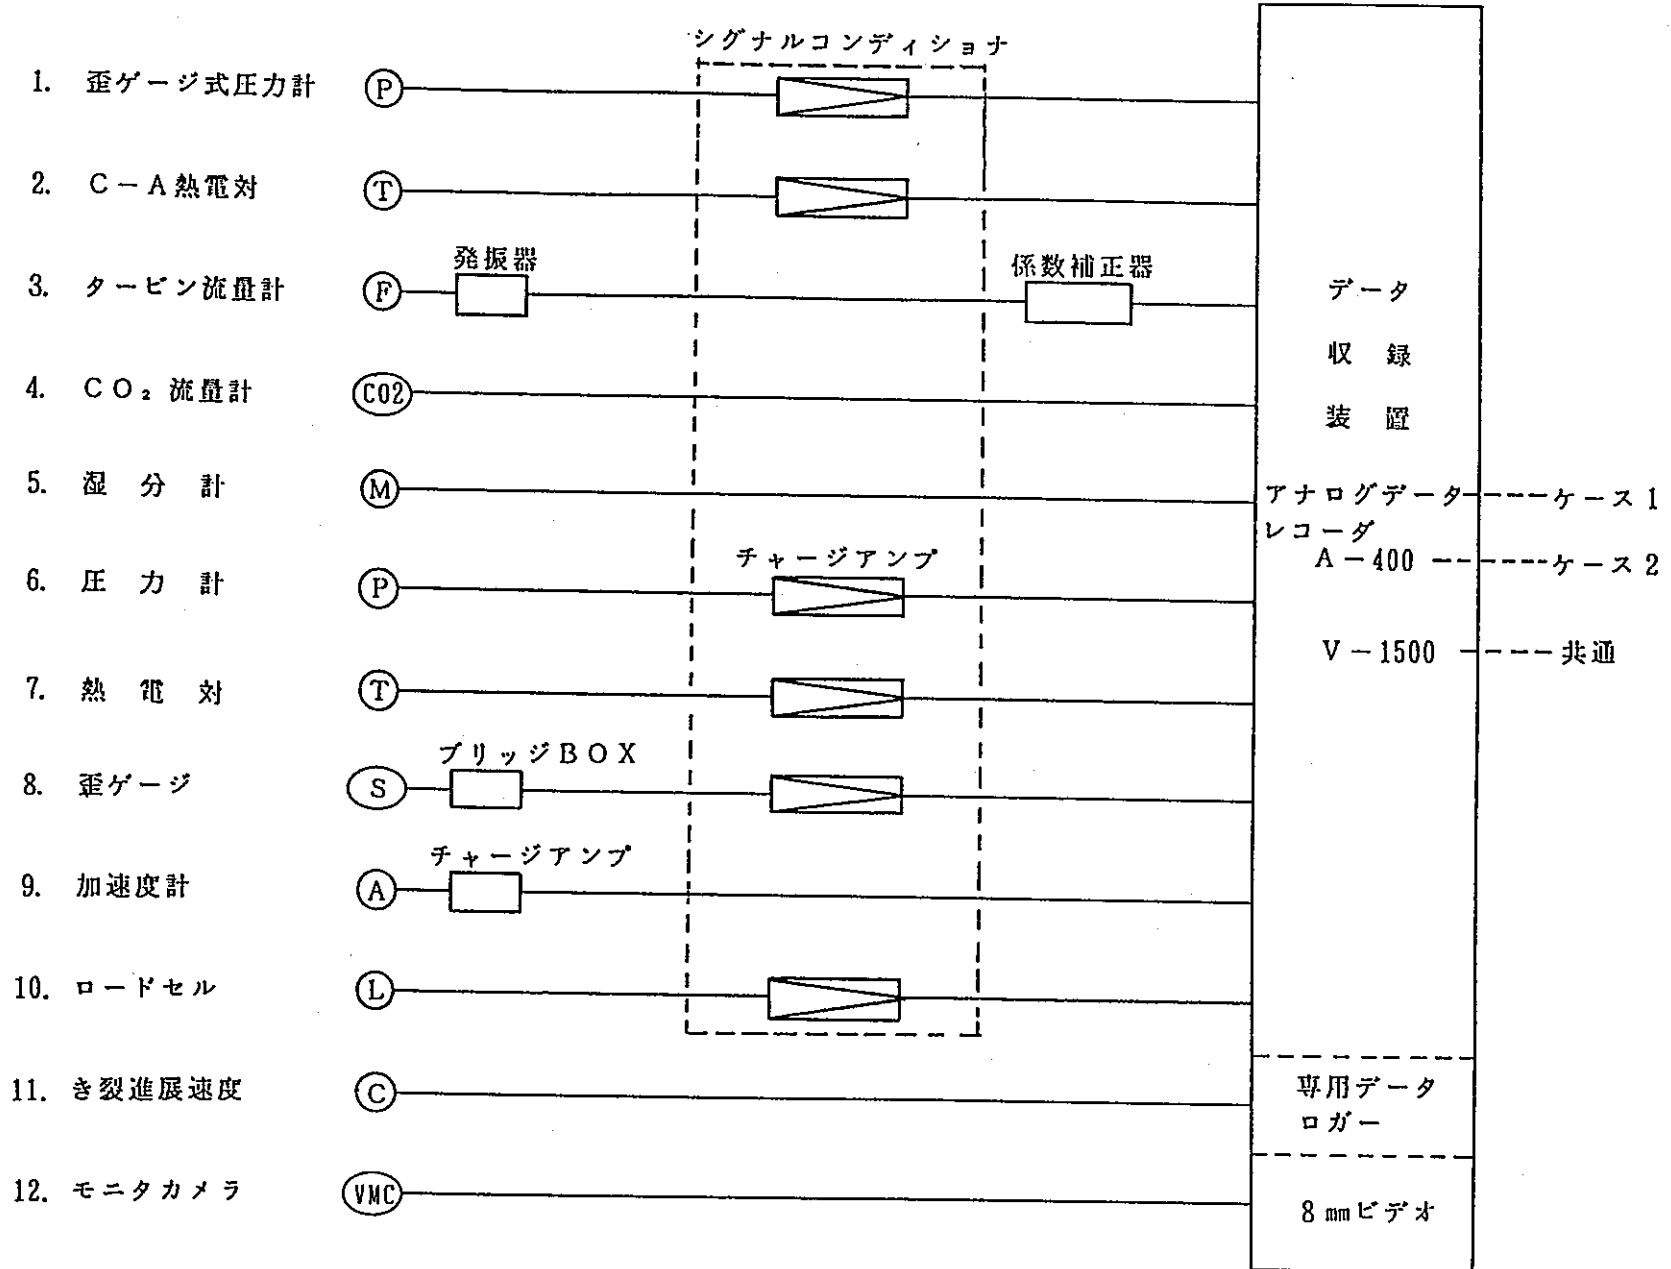 シグナルコンディショナ
1. 歪ゲージ式圧力計 P
2. C－A熱電対 T
発振器
係数補正器
3. タービン流量計 F
データ
収 録
装 置
4. CO₂ 流量計 CO2
5. 湿 分 計 M
アナログデータ ケース1
レコーダ
A－400 ケース2
チャージアンプ
6. 圧 力 計 P
V－1500 共通
7. 熱 電 対 T
ブリッジBOX
8. 歪ゲージ S
チャージアンプ
9. 加速度計 A
10. ロードセル L
11. き裂進展速度 C
専用データ
ロガー
12. モニタカメラ VMC
8㎜ビデオ